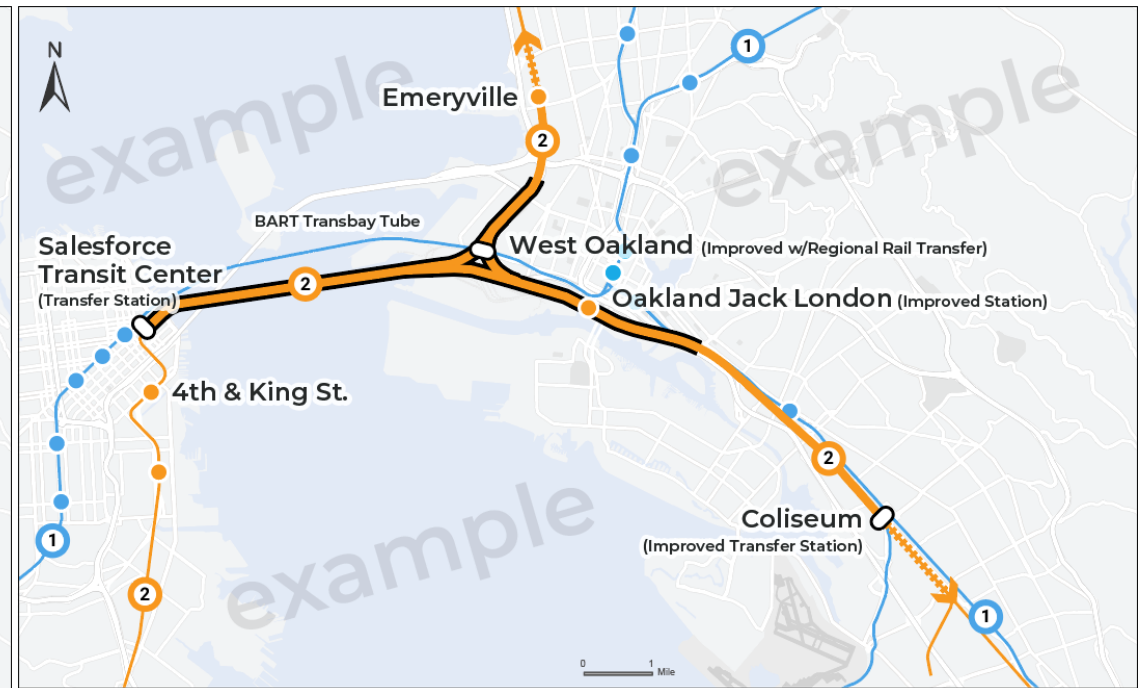 N
example
example
1
Emeryville
2
BART Transbay Tube
Salesforce
Transit Center
(Transfer Station)
West Oakland (Improved w/Regional Rail Transfer)
2
Oakland Jack London (Improved Station)
4th & King St.
2
example
Coliseum
(Improved Transfer Station)
1
2
1
0 1
Mile